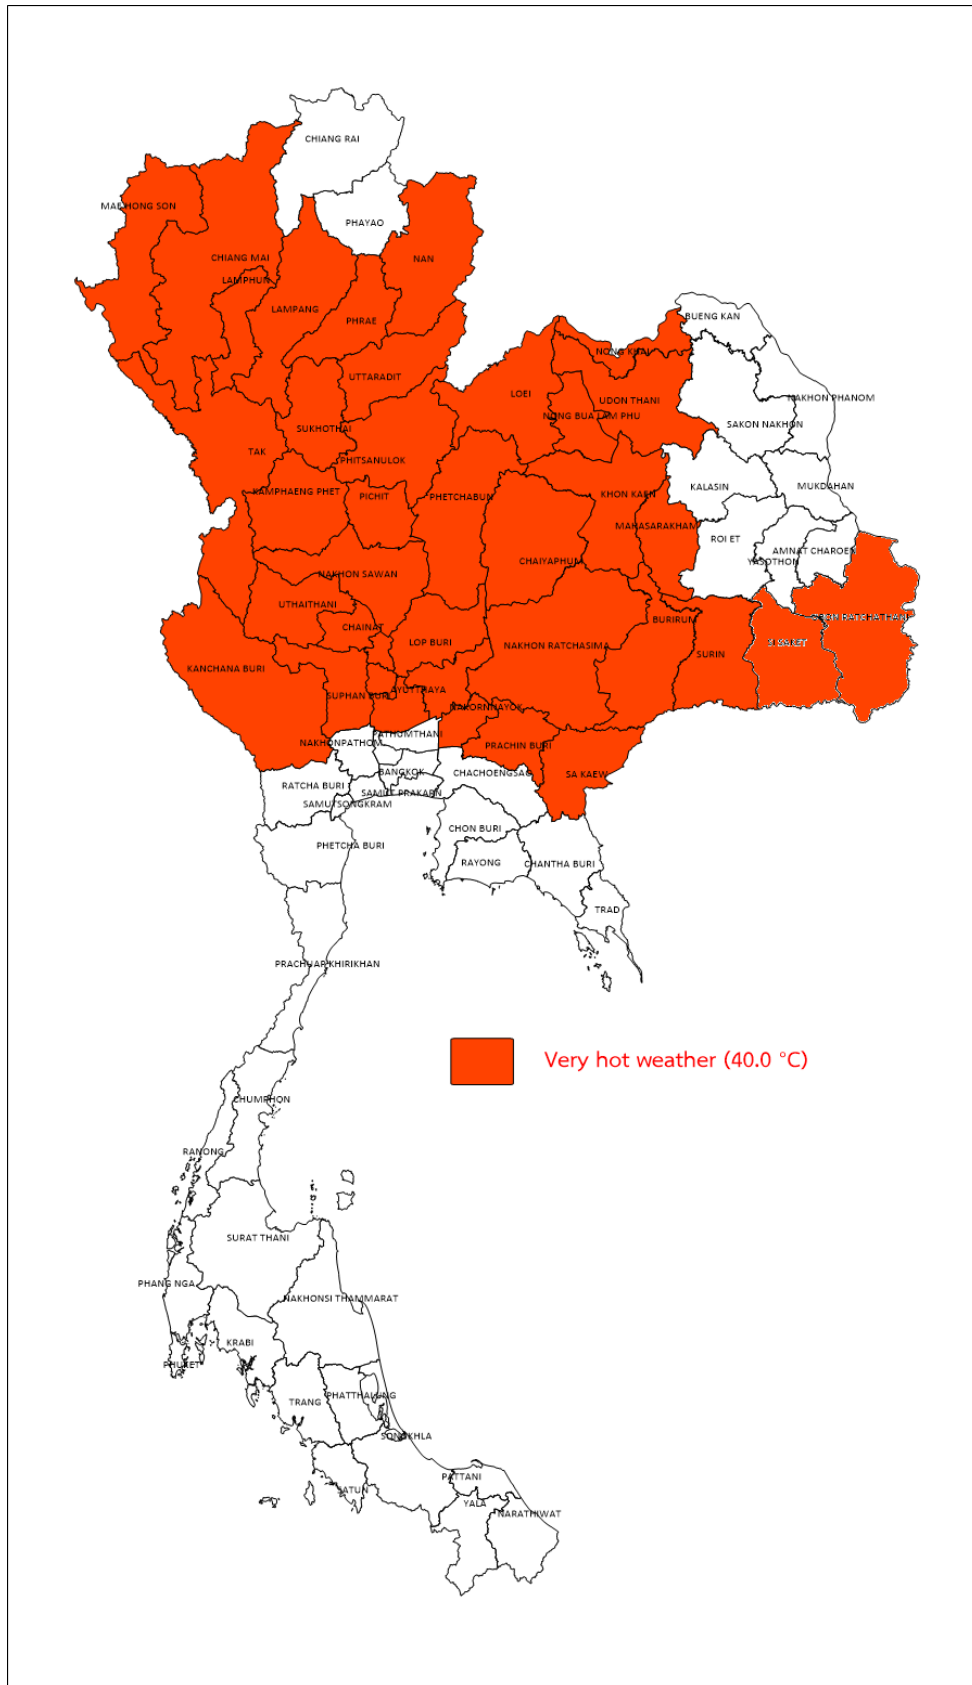 CHIANG RAI
MAE HONG SON
PHAYAO
CHIANG MAI
NAN
LAMPHUN
LAMPANG
BUENG KAN
PHRAE
NONG KHAI
UTTARADIT
LOEI
UDON THANI
NAKHON PHANOM
NONG BUA LAM PHU
SUKHOTHAI
SAKON NAKHON
TAK
PHITSANULOK
KAMPHAENG PHET
PICHIT
PHETCHABUN
KHON KAEN
KALASIN
MUKDAHAN
MAHASARAKHAM
ROI ET
AMNAT CHAROEN
CHAIYAPHUM
YASOTHON
NAKHON SAWAN
UTHAITHANI
UBON RATCHATHANI
CHAINAT
BURIRUM
LOP BURI
NAKHON RATCHASIMA
SI SA KET
SURIN
KANCHANA BURI
AYUTTHAYA
SUPHAN BURI
NAKORNNAYOK
PATHUMTHANI
NAKHONPATHOM
PRACHIN BURI
BANGKOK
CHACHOENGSAO
SA KAEW
RATCHA BURI
SAMUT PRAKARN
SAMUTSONGKRAM
CHON BURI
PHETCHA BURI
RAYONG
CHANTHA BURI
TRAD
PRACHUAP KHIRIKHAN
Very hot weather (40.0 °C)
CHUMPHON
RANONG
SURAT THANI
PHANG NGA
NAKHONSI THAMMARAT
KRABI
PHUKET
PHATTHALUNG
TRANG
SONGKHLA
PATTANI
SATUN
YALA
NARATHIWAT